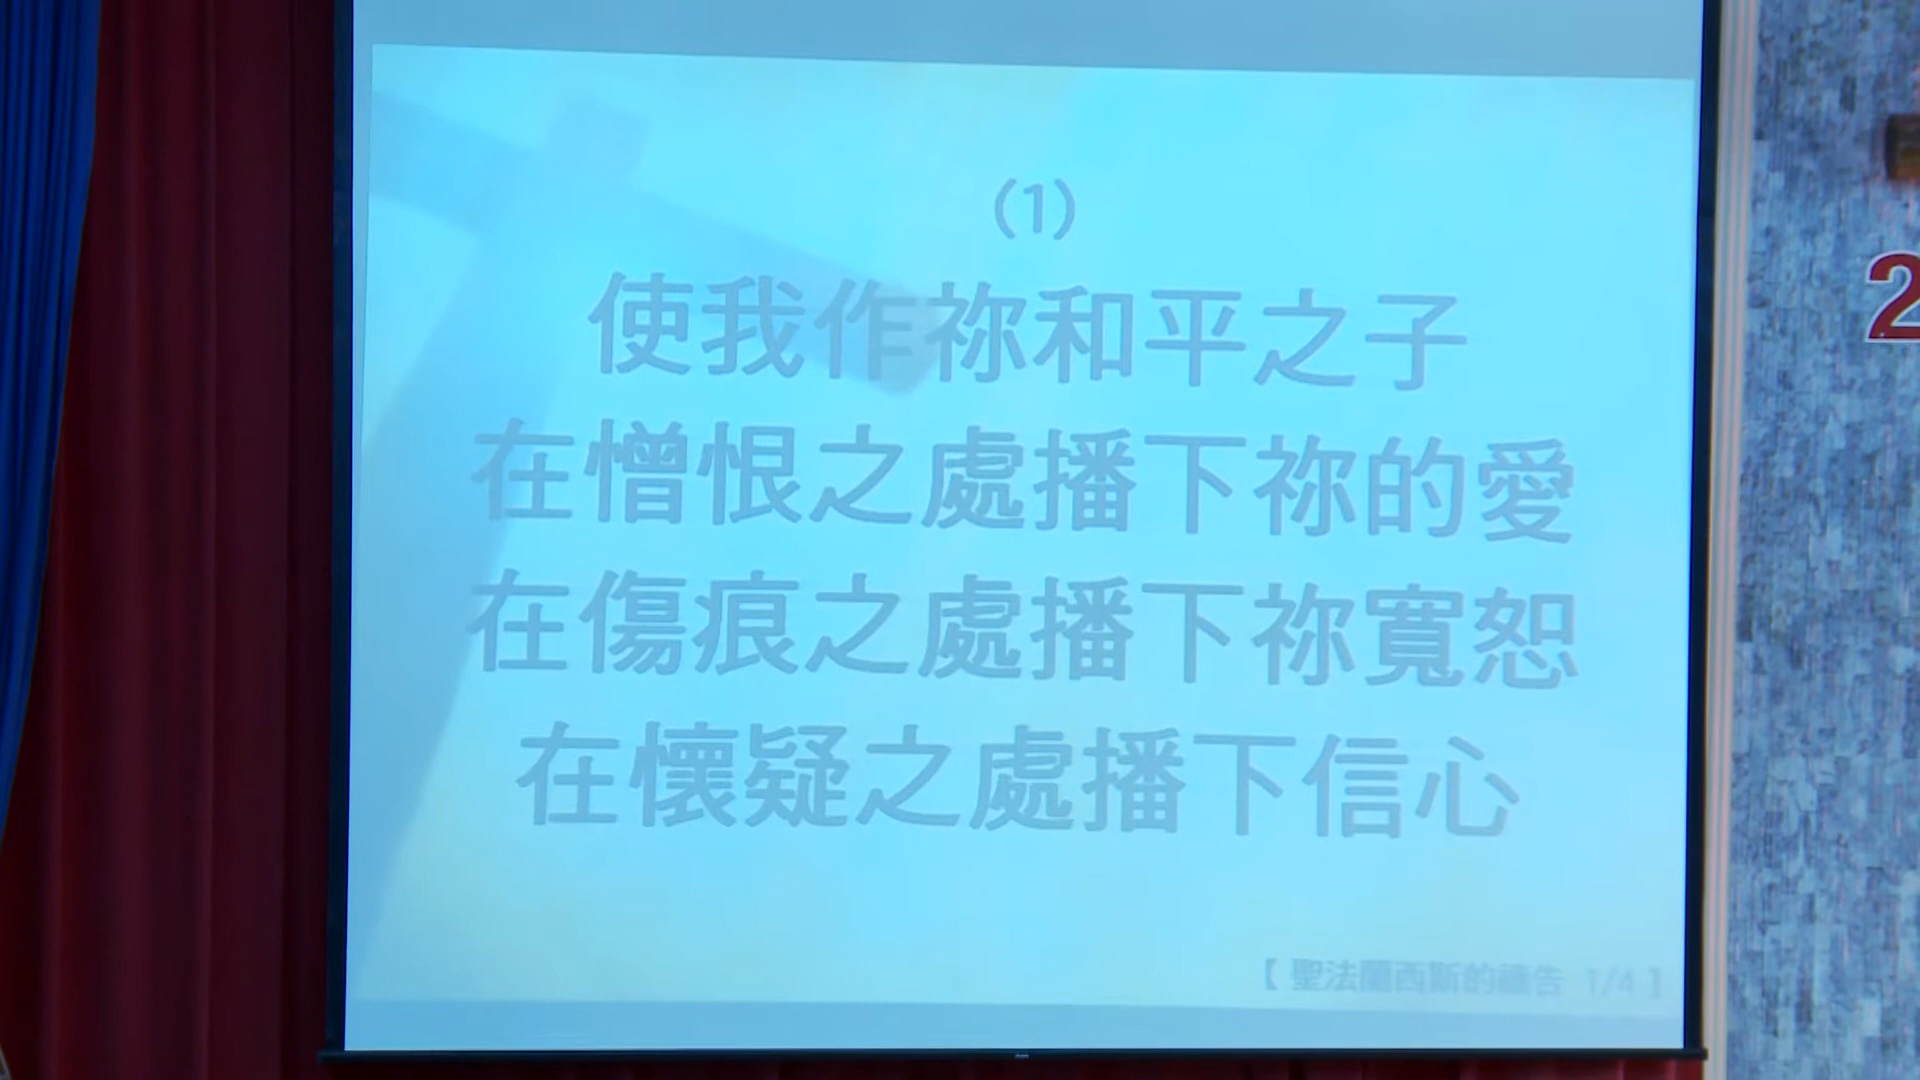 (1)
使我作祢和平之子
在憎恨之處播下祢的愛
在傷痕之處播下祢寬恕
在懷疑之處播下信心
【聖法蘭西斯的禱告 1/4】
2